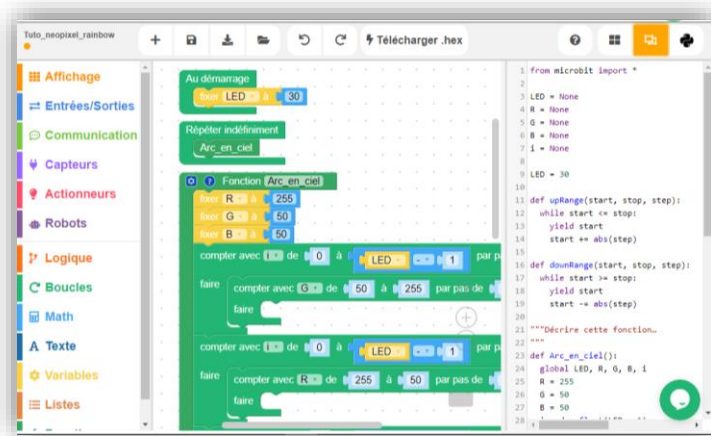 Tuto_neopixel_rainbow
Télécharger .hex
Affichage
Entrées/Sorties
Communication
Capteurs
Actionneurs
Robots
Logique
Boucles
Math
Texte
Variables
Listes
Au démarrage
fixer LED à 30
Répéter indéfiniment
Arc_en_ciel
Fonction Arc_en_ciel
fixer R à 255
fixer G à 50
fixer B à 50
compter avec i de 0 à LED - 1 par pa
faire compter avec G de 50 à 255 par pas de
faire
compter avec i de 0 à LED - 1 par p
faire compter avec R de 255 à 50 par pas de
faire
1 from microbit import *
2
3 LED = None
4 R = None
5 G = None
6 B = None
7 i = None
8
9 LED = 30
10
11 def upRange(start, stop, step):
12 while start <= stop:
13 yield start
14 start += abs(step)
15
16 def downRange(start, stop, step):
17 while start >= stop:
18 yield start
19 start -= abs(step)
20
21 """Décrire cette fonction…
22 """
23 def Arc_en_ciel():
24 global LED, R, G, B, i
25 R = 255
26 G = 50
27 B = 50
28